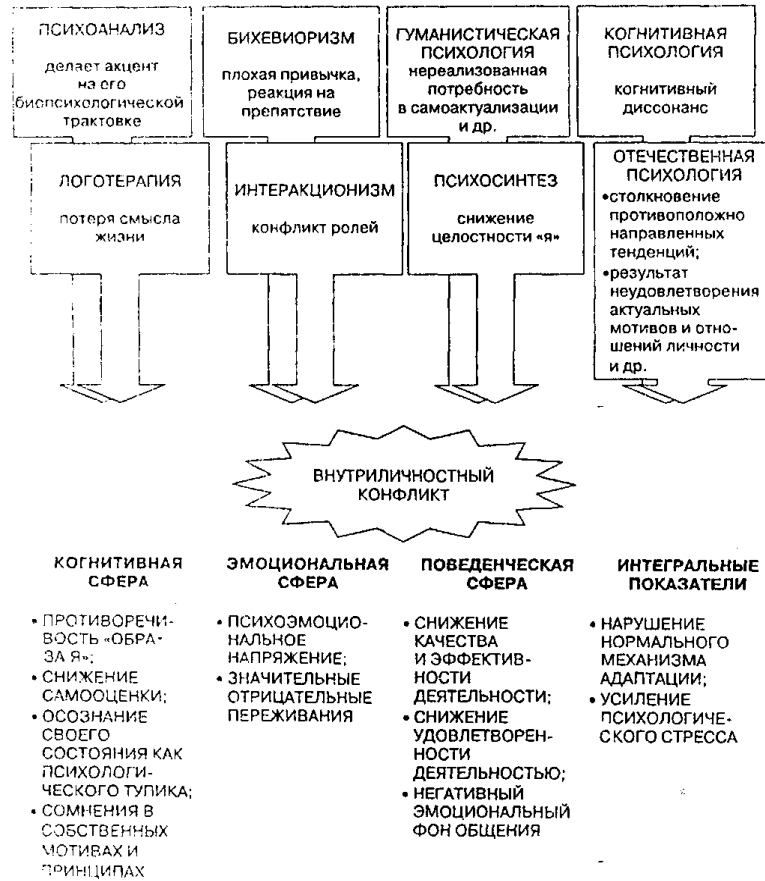 ПСИХОАНАЛИЗ
делает акцент
на его
биопсихологической
трактовке
БИХЕВИОРИЗМ
плохая привычка,
реакция на
препятствие
ГУМАНИСТИЧЕСКАЯ
ПСИХОЛОГИЯ
нереализованная
потребность
в самоактуализации
и др.
КОГНИТИВНАЯ
ПСИХОЛОГИЯ
когнитивный
диссонанс
ЛОГОТЕРАПИЯ
потеря смысла
жизни
ИНТЕРАКЦИОНИЗМ
конфликт ролей
ПСИХОСИНТЕЗ
снижение
целостности «я»
ОТЕЧЕСТВЕННАЯ
ПСИХОЛОГИЯ
•столкновение
противоположно
направленных
тенденций;
•результат
неудовлетворения
актуальных
мотивов и отно-
шений личности
и др.
ВНУТРИЛИЧНОСТНЫЙ
КОНФЛИКТ
КОГНИТИВНАЯ
СФЕРА
• ПРОТИВОРЕЧИ-
ВОСТЬ «ОБРА-
ЗА Я»;
• СНИЖЕНИЕ
САМООЦЕНКИ;
• ОСОЗНАНИЕ
СВОЕГО
СОСТОЯНИЯ КАК
ПСИХОЛОГИ-
ЧЕСКОГО ТУПИКА;
• СОМНЕНИЯ В
СОБСТВЕННЫХ
МОТИВАХ И
ПРИНЦИПАХ
ЭМОЦИОНАЛЬНАЯ
СФЕРА
• ПСИХОЭМОЦИО-
НАЛЬНОЕ
НАПРЯЖЕНИЕ;
• ЗНАЧИТЕЛЬНЫЕ
ОТРИЦАТЕЛЬНЫЕ
ПЕРЕЖИВАНИЯ
ПОВЕДЕНЧЕСКАЯ
СФЕРА
• СНИЖЕНИЕ
КАЧЕСТВА
И ЭФФЕКТИВ-
НОСТИ
ДЕЯТЕЛЬНОСТИ;
• СНИЖЕНИЕ
УДОВЛЕТВОРЕН-
НОСТИ
ДЕЯТЕЛЬНОСТЬЮ;
• НЕГАТИВНЫЙ
ЭМОЦИОНАЛЬНЫЙ
ФОН ОБЩЕНИЯ
ИНТЕГРАЛЬНЫЕ
ПОКАЗАТЕЛИ
• НАРУШЕНИЕ
НОРМАЛЬНОГО
МЕХАНИЗМА
АДАПТАЦИИ;
• УСИЛЕНИЕ
ПСИХОЛОГИЧЕ-
СКОГО СТРЕССА